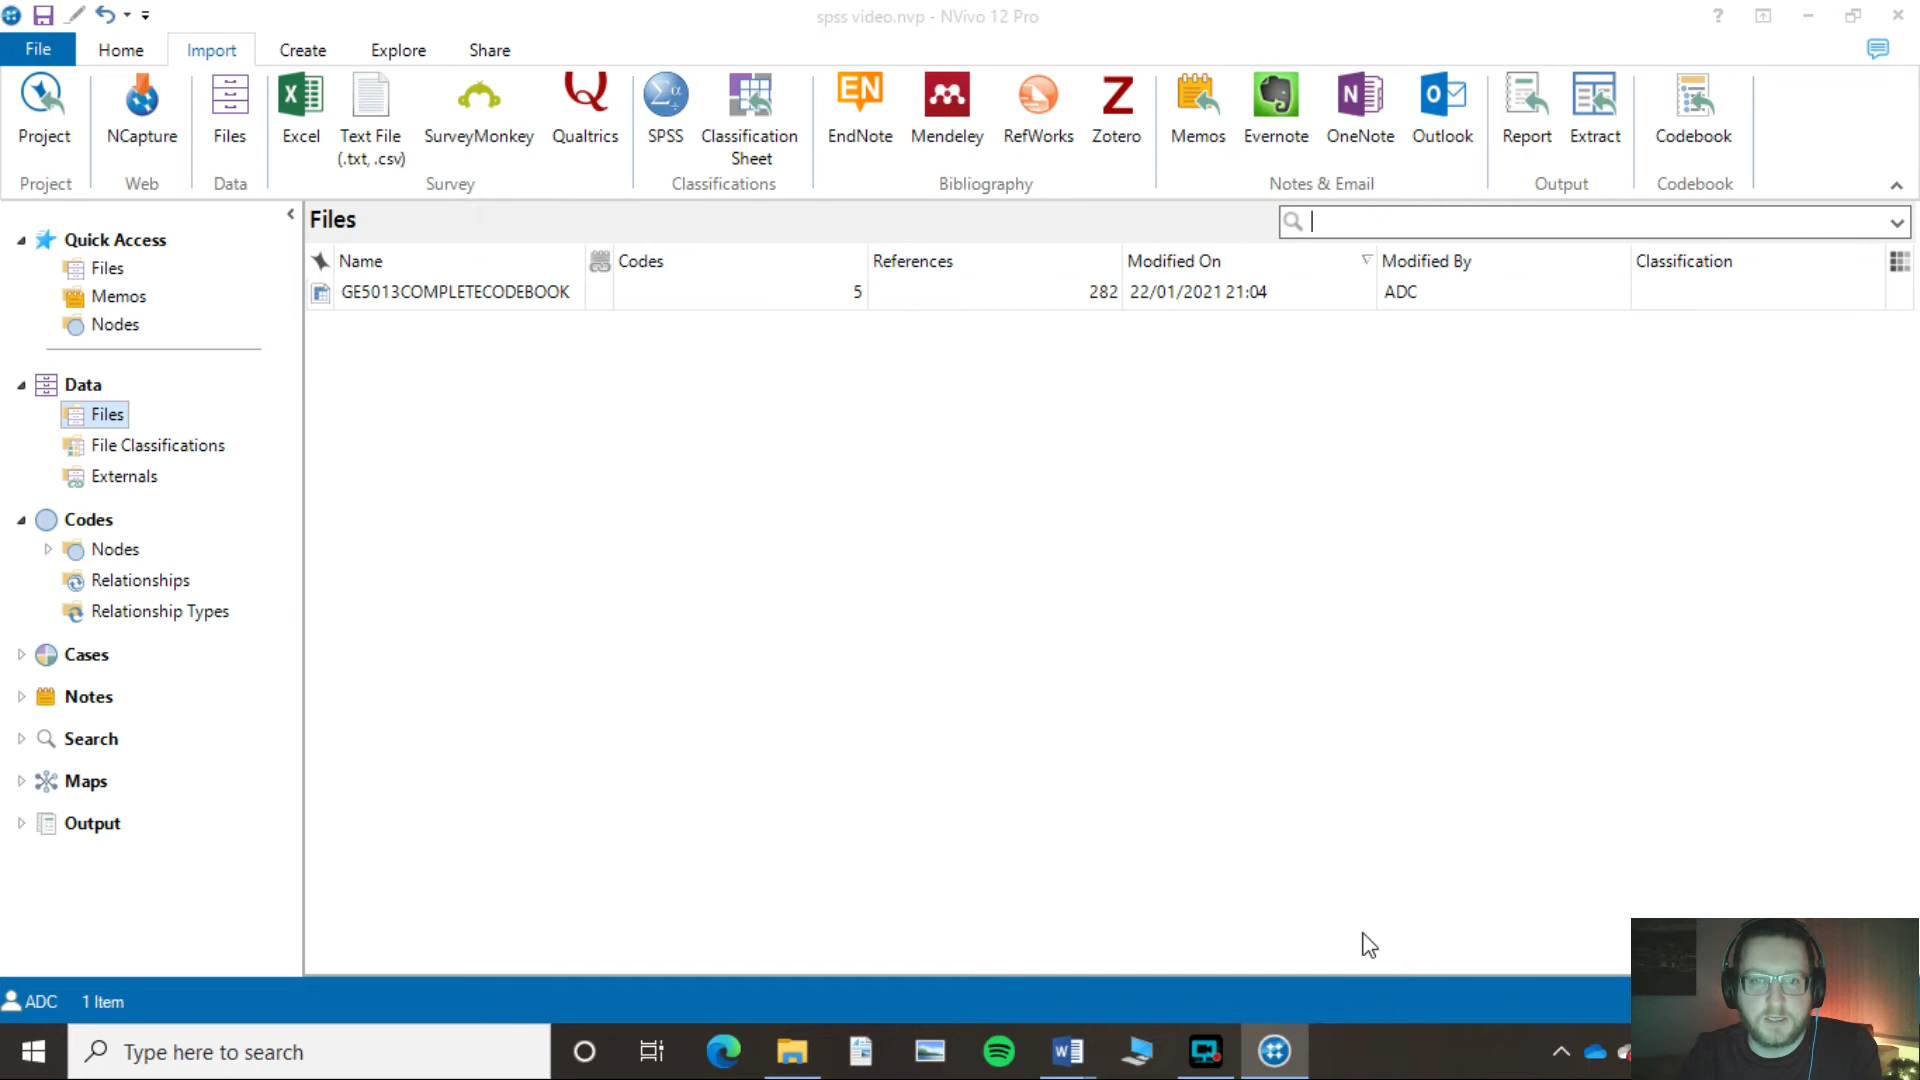 spss video.nvp - NVivo 12 Pro
?
File Home Import Create Explore Share
Project NCapture Files Excel Text File (.txt, .csv) SurveyMonkey Qualtrics SPSS Classification Sheet EndNote Mendeley RefWorks Zotero Memos Evernote OneNote Outlook Report Extract Codebook
Project Web Data Survey Classifications Bibliography Notes & Email Output Codebook
Quick Access
Files
Memos
Nodes
Data
Files
File Classifications
Externals
Codes
Nodes
Relationships
Relationship Types
Cases
Notes
Search
Maps
Output
Files
Name Codes References Modified On Modified By Classification
GE5013COMPLETECODEBOOK 5 282 22/01/2021 21:04 ADC
ADC 1 Item
Type here to search